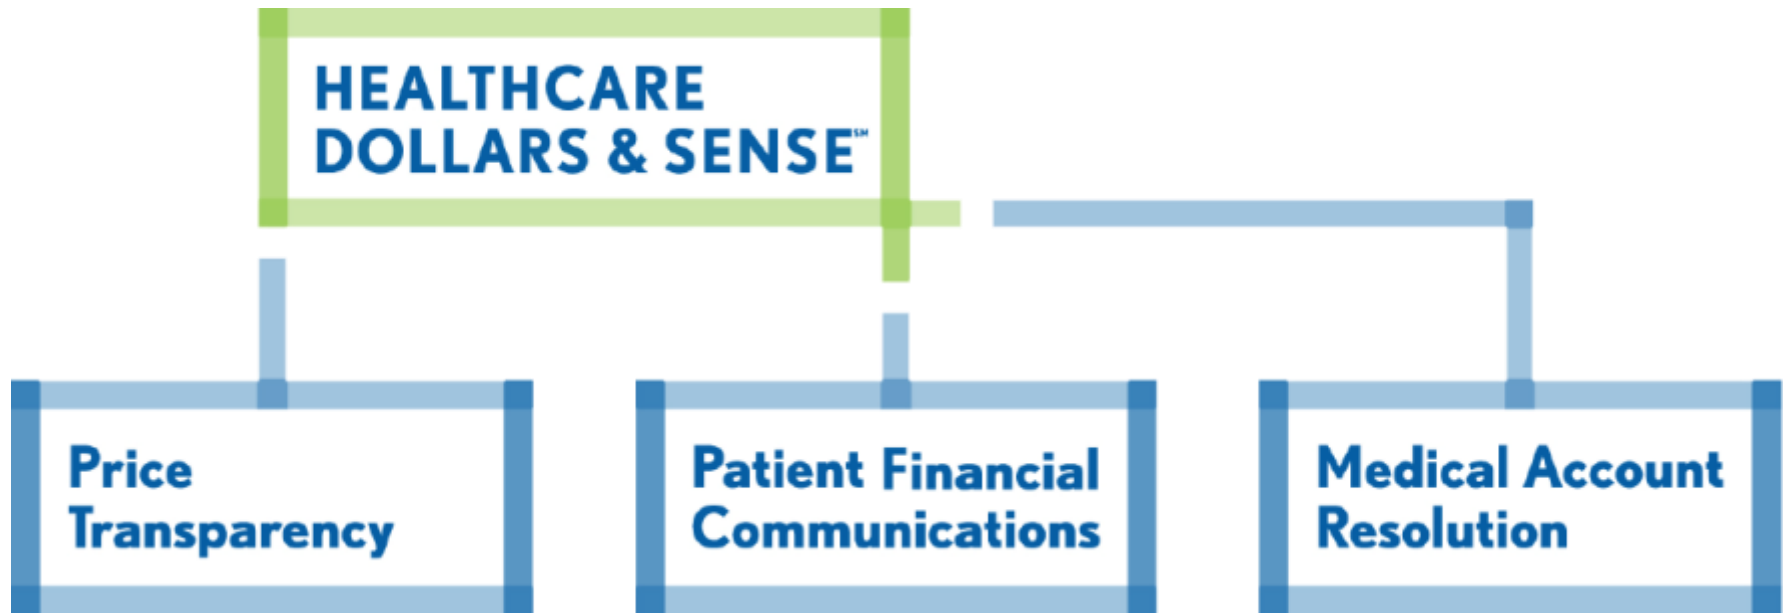 HEALTHCARE
DOLLARS & SENSE℠
Price
Transparency
Patient Financial
Communications
Medical Account
Resolution